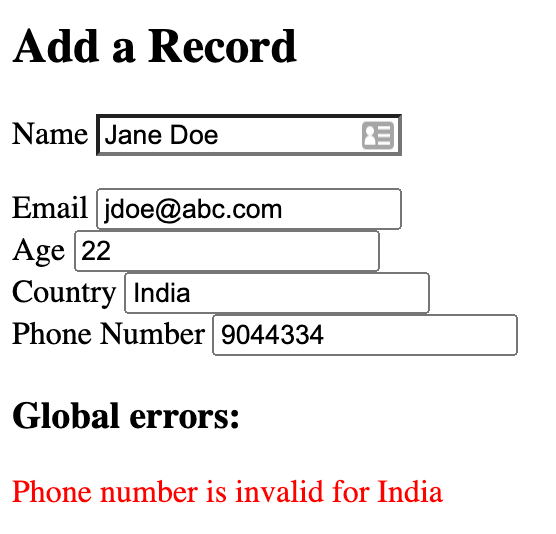 Add a Record
Name Jane Doe
Email jdoe@abc.com
Age 22
Country India
Phone Number 9044334
Global errors:
Phone number is invalid for India